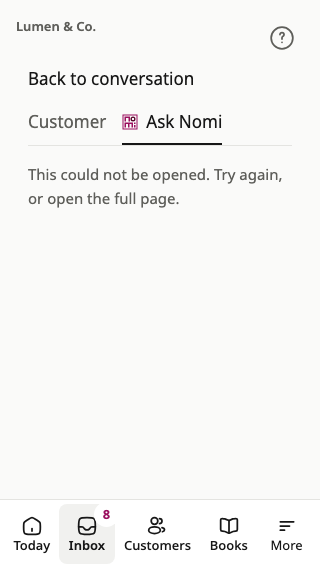 Lumen & Co.
Back to conversation
Customer Ask Nomi
This could not be opened. Try again,
or open the full page.
8
Today Inbox Customers Books More